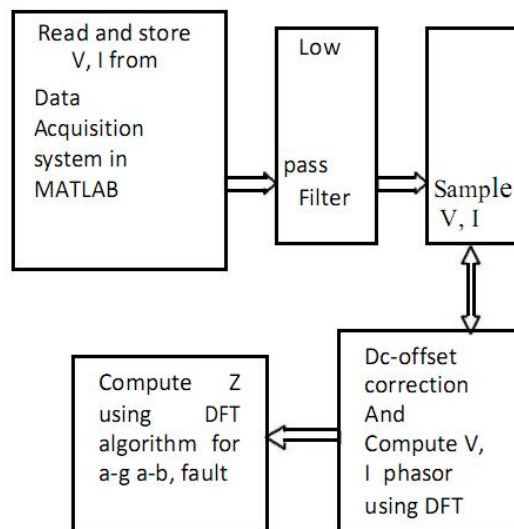 Read and store
V, I from
Data
Acquisition
system in
MATLAB
Low
pass
Filter
Sample
V, I
Dc-offset
correction
And
Compute V,
I phasor
using DFT
Compute Z
using DFT
algorithm for
a-g a-b, fault